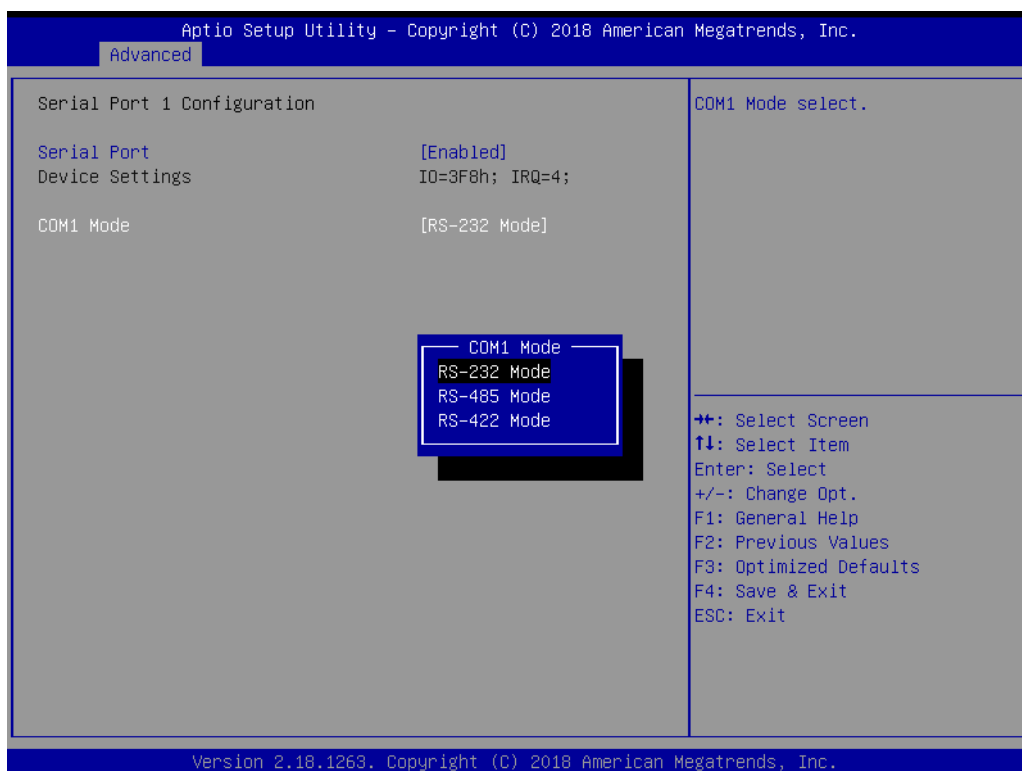 Aptio Setup Utility – Copyright (C) 2018 American Megatrends, Inc.
Advanced
Serial Port 1 Configuration
Serial Port [Enabled]
Device Settings IO=3F8h; IRQ=4;
COM1 Mode [RS-232 Mode]
COM1 Mode
RS-232 Mode
RS-485 Mode
RS-422 Mode
COM1 Mode select.
→←: Select Screen
↑↓: Select Item
Enter: Select
+/-: Change Opt.
F1: General Help
F2: Previous Values
F3: Optimized Defaults
F4: Save & Exit
ESC: Exit
Version 2.18.1263. Copyright (C) 2018 American Megatrends, Inc.